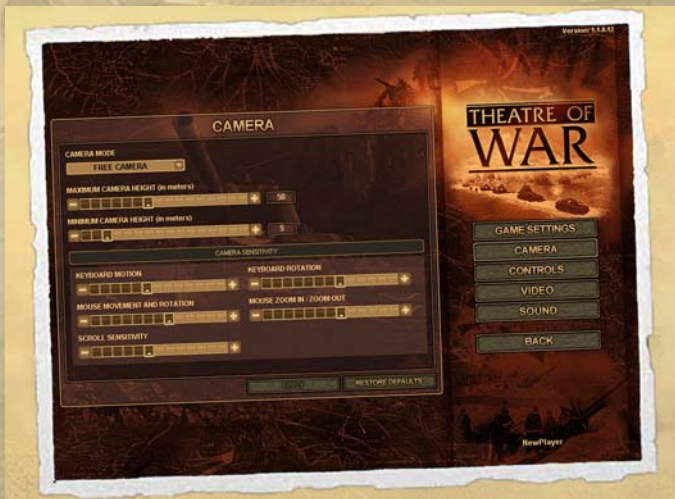 Version: 1.1.8.12
THEATRE OF
WAR
CAMERA
CAMERA MODE
FREE CAMERA
MAXIMUM CAMERA HEIGHT (in meters)
50
MINIMUM CAMERA HEIGHT (in meters)
5
CAMERA SENSITIVITY
KEYBOARD MOTION
KEYBOARD ROTATION
MOUSE MOVEMENT AND ROTATION
MOUSE ZOOM IN / ZOOM OUT
SCROLL SENSITIVITY
RESTORE DEFAULTS
GAME SETTINGS
CAMERA
CONTROLS
VIDEO
SOUND
BACK
NewPlayer